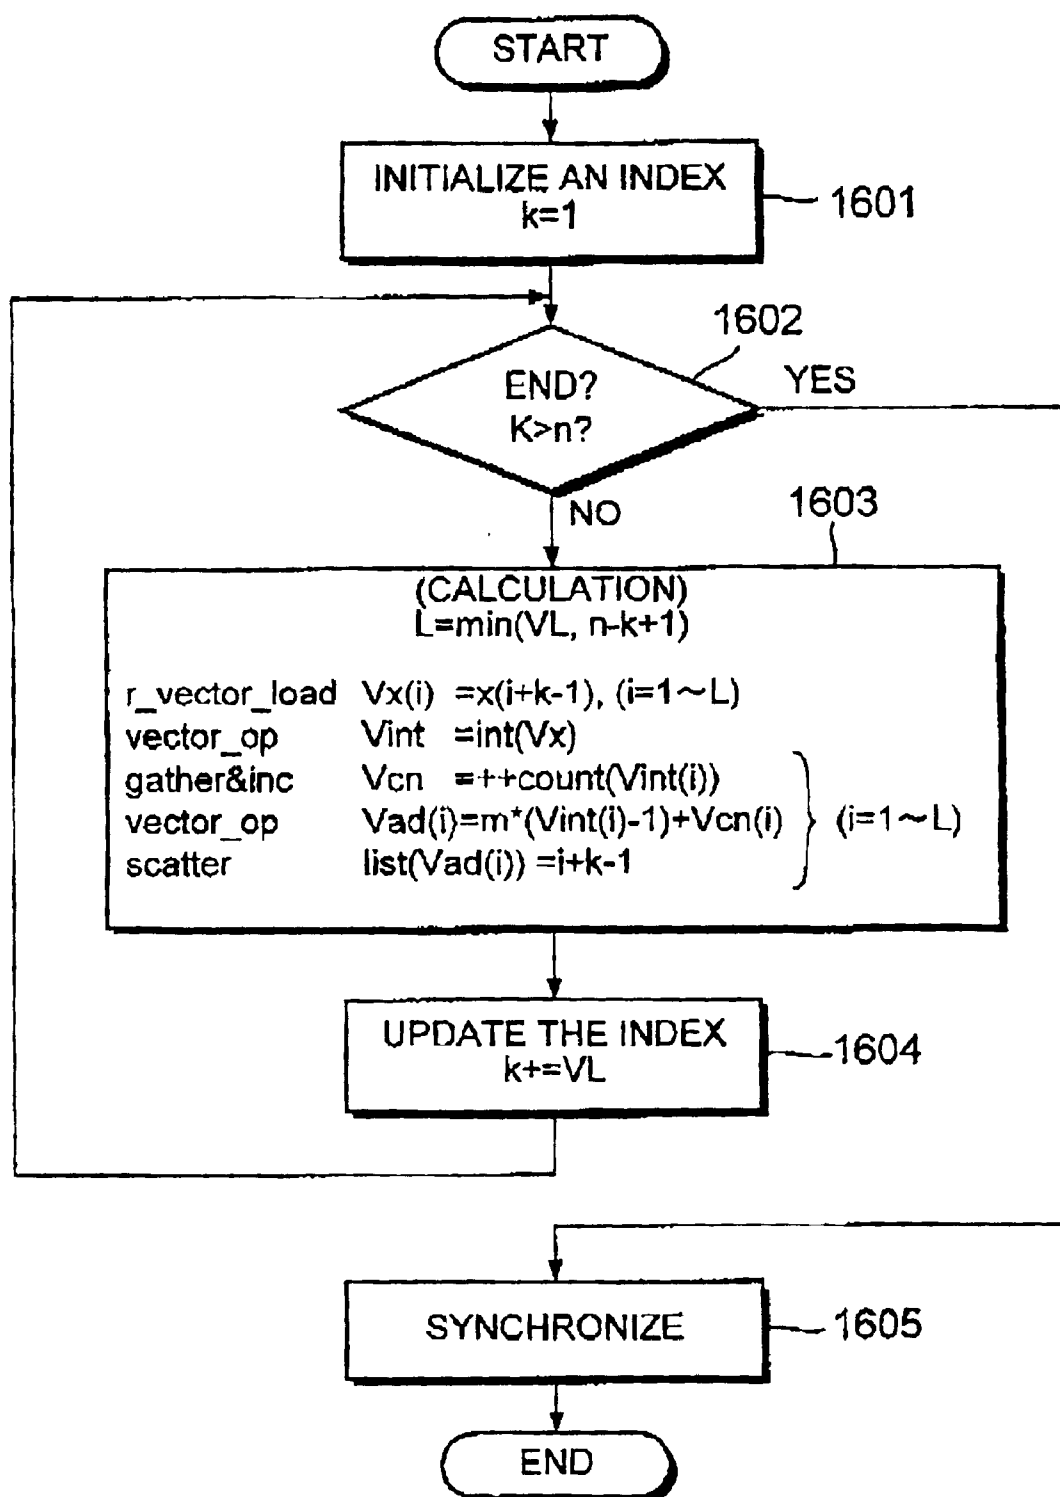 START
INITIALIZE AN INDEX
k=1
1601
1602
END?
K>n?
YES
NO
1603
(CALCULATION)
L=min(VL, n-k+1)
r_vector_load Vx(i) =x(i+k-1), (i=1~L)
vector_op Vint =int(Vx)
gather&inc Vcn =++count(Vint(i))
vector_op Vad(i)=m*(Vint(i)-1)+Vcn(i) (i=1~L)
scatter list(Vad(i)) =i+k-1
UPDATE THE INDEX
k+=VL
1604
SYNCHRONIZE
1605
END